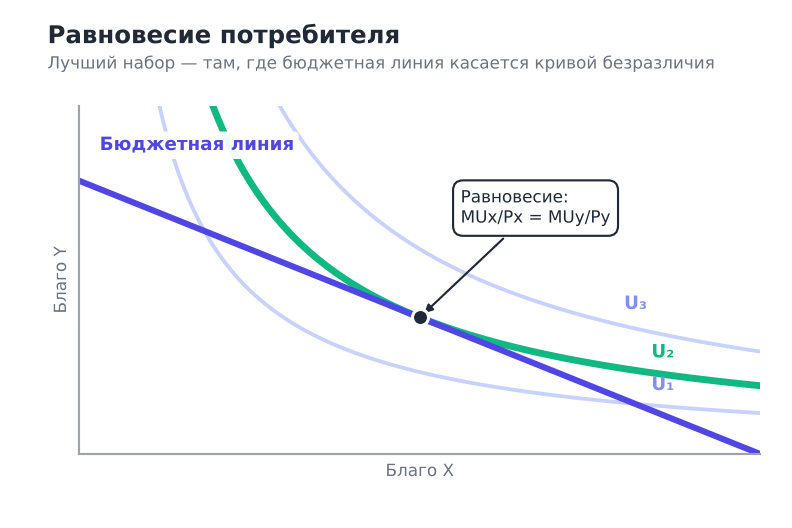 Равновесие потребителя
Лучший набор — там, где бюджетная линия касается кривой безразличия
Бюджетная линия
Равновесие:
MUx/Px = MUy/Py
Благо Y
U₃
U₂
U₁
Благо X